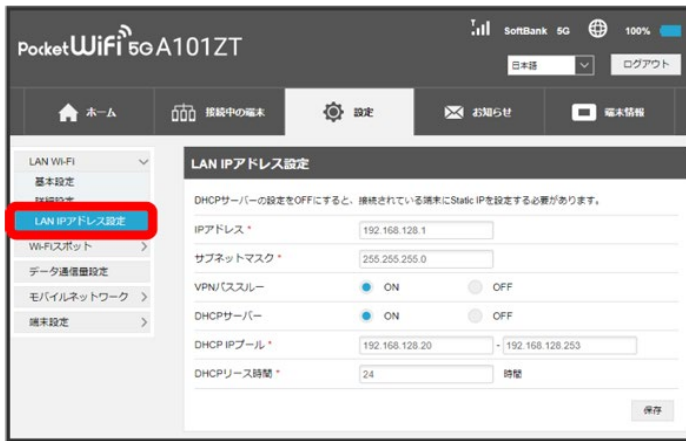 Pocket WiFi 5G A101ZT
SoftBank 5G 100%
日本語 ログアウト
ホーム 接続中の端末 設定 お知らせ 端末情報
LAN Wi-Fi
基本設定
詳細設定
LAN IPアドレス設定
Wi-Fiスポット
データ通信量設定
モバイルネットワーク
端末設定
LAN IPアドレス設定
DHCPサーバーの設定をOFFにすると、接続されている端末にStatic IPを設定する必要があります。
IPアドレス * 192.168.128.1
サブネットマスク * 255.255.255.0
VPNパススルー ON OFF
DHCPサーバー ON OFF
DHCP IPプール * 192.168.128.20 - 192.168.128.253
DHCPリース時間 * 24 時間
保存